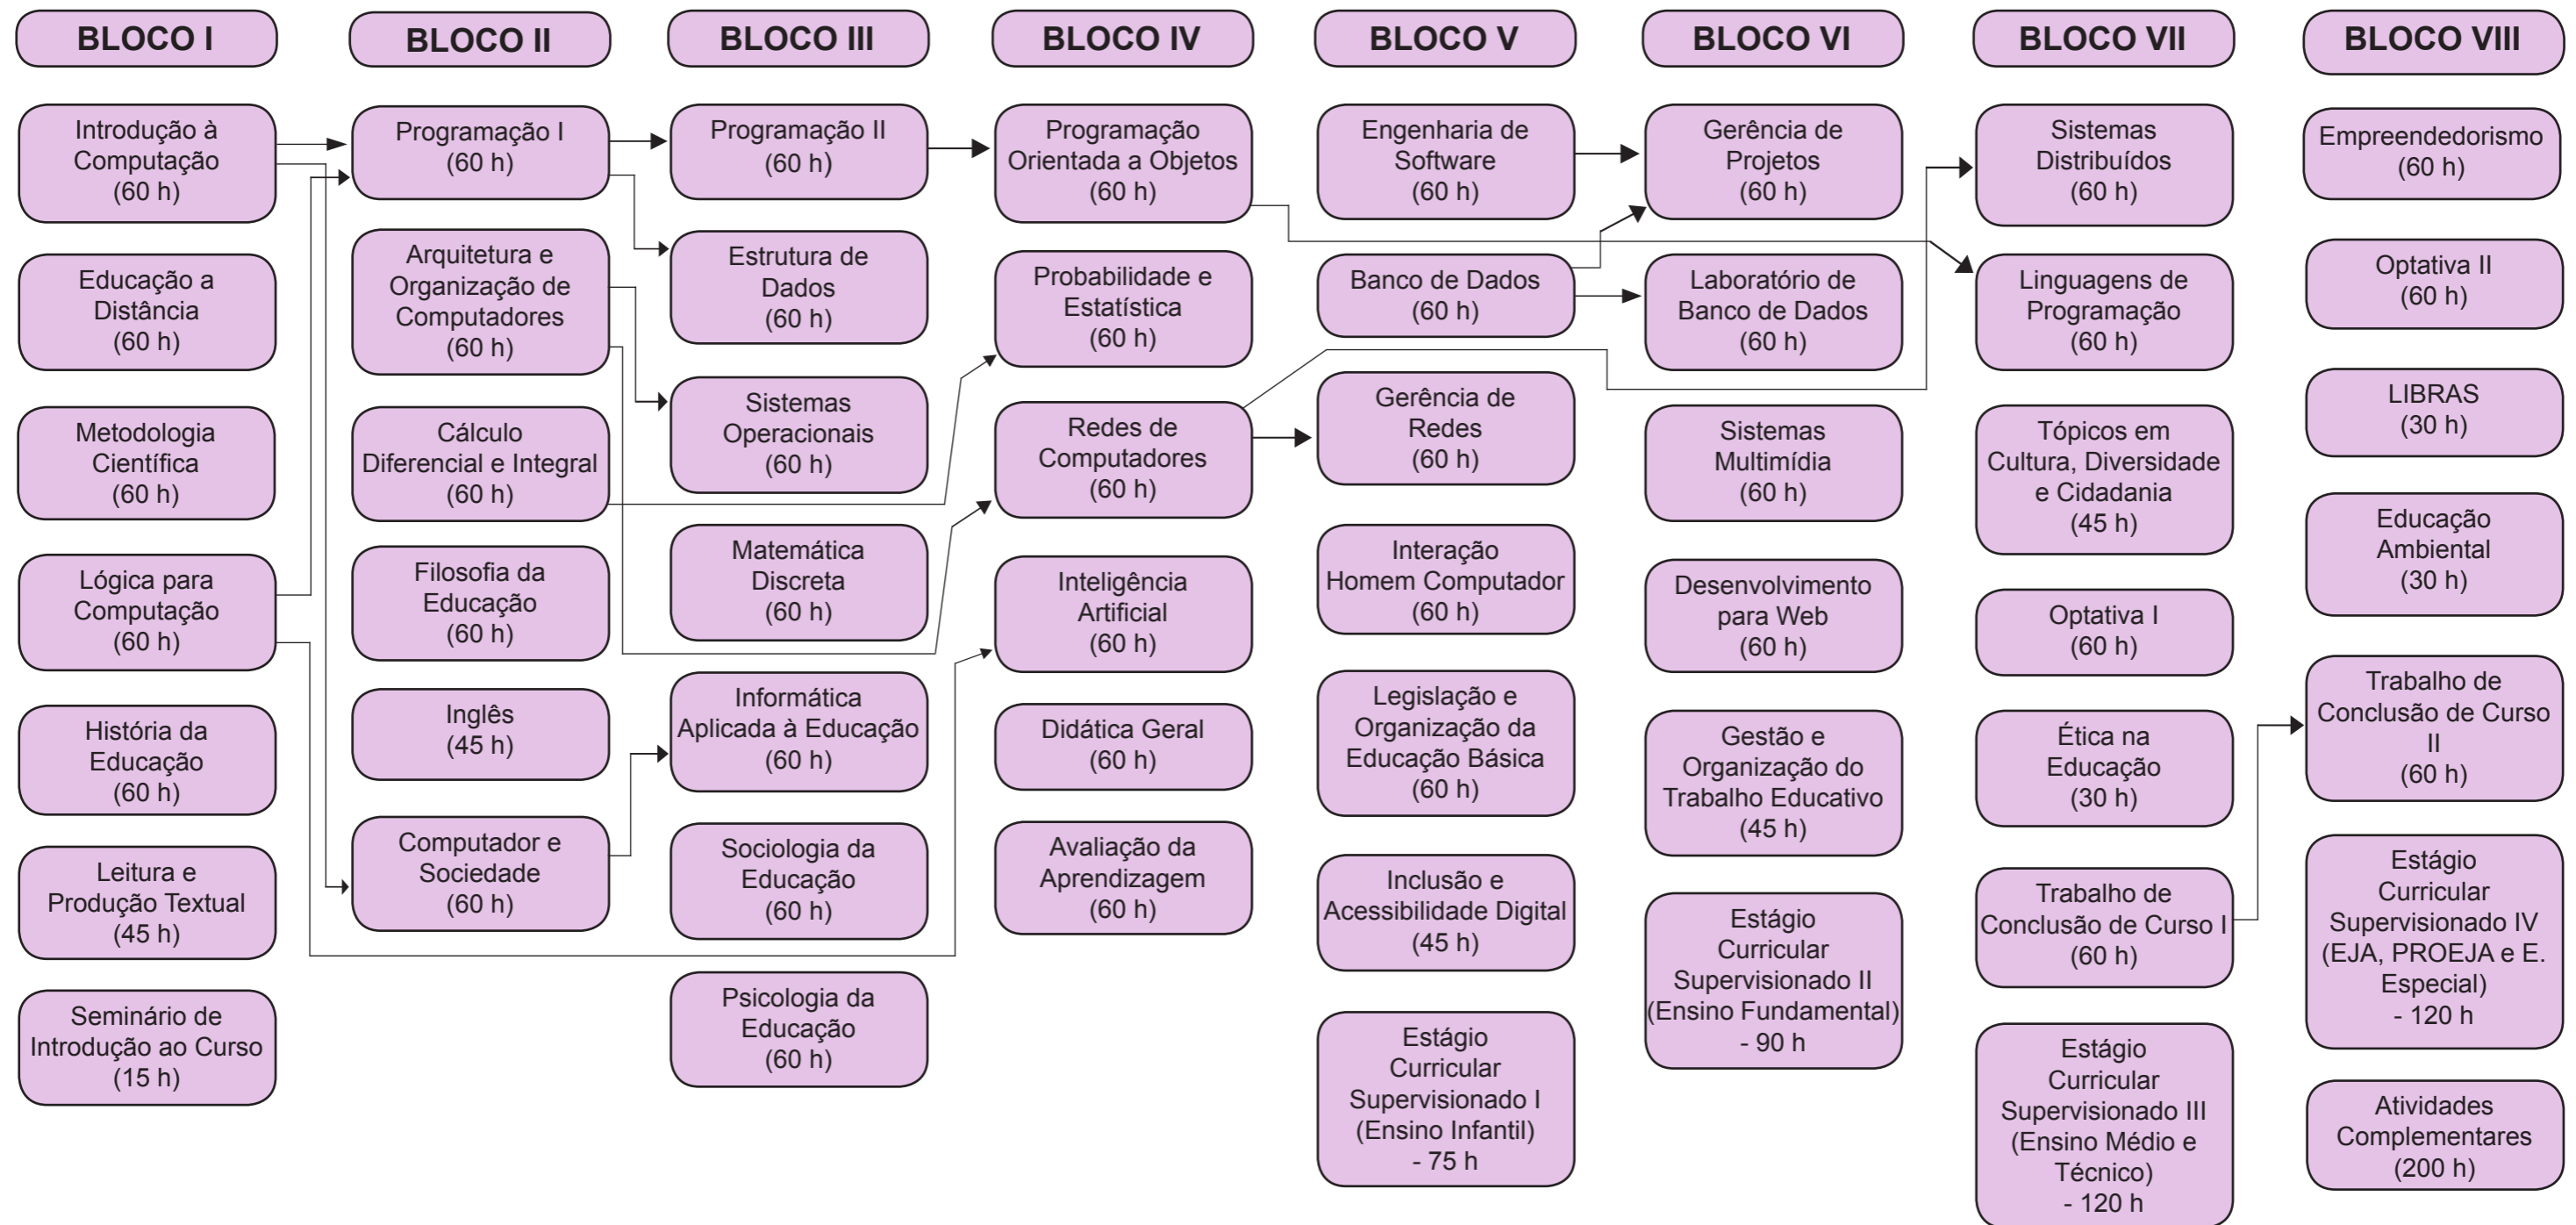 BLOCO I
Introdução à
Computação
(60 h)
Educação a
Distância
(60 h)
Metodologia
Científica
(60 h)
Lógica para
Computação
(60 h)
História da
Educação
(60 h)
Leitura e
Produção Textual
(45 h)
Seminário de
Introdução ao Curso
(15 h)
BLOCO II
Programação I
(60 h)
Arquitetura e
Organização de
Computadores
(60 h)
Cálculo
Diferencial e Integral
(60 h)
Filosofia da
Educação
(60 h)
Inglês
(45 h)
Computador e
Sociedade
(60 h)
BLOCO III
Programação II
(60 h)
Estrutura de
Dados
(60 h)
Sistemas
Operacionais
(60 h)
Matemática
Discreta
(60 h)
Informática
Aplicada à Educação
(60 h)
Sociologia da
Educação
(60 h)
Psicologia da
Educação
(60 h)
BLOCO IV
Programação
Orientada a Objetos
(60 h)
Probabilidade e
Estatística
(60 h)
Redes de
Computadores
(60 h)
Inteligência
Artificial
(60 h)
Didática Geral
(60 h)
Avaliação da
Aprendizagem
(60 h)
BLOCO V
Engenharia de
Software
(60 h)
Banco de Dados
(60 h)
Gerência de
Redes
(60 h)
Interação
Homem Computador
(60 h)
Legislação e
Organização da
Educação Básica
(60 h)
Inclusão e
Acessibilidade Digital
(45 h)
Estágio
Curricular
Supervisionado I
(Ensino Infantil)
- 75 h
BLOCO VI
Gerência de
Projetos
(60 h)
Laboratório de
Banco de Dados
(60 h)
Sistemas
Multimídia
(60 h)
Desenvolvimento
para Web
(60 h)
Gestão e
Organização do
Trabalho Educativo
(45 h)
Estágio
Curricular
Supervisionado II
(Ensino Fundamental)
- 90 h
BLOCO VII
Sistemas
Distribuídos
(60 h)
Linguagens de
Programação
(60 h)
Tópicos em
Cultura, Diversidade
e Cidadania
(45 h)
Optativa I
(60 h)
Ética na
Educação
(30 h)
Trabalho de
Conclusão de Curso I
(60 h)
Estágio
Curricular
Supervisionado III
(Ensino Médio e
Técnico)
- 120 h
BLOCO VIII
Empreendedorismo
(60 h)
Optativa II
(60 h)
LIBRAS
(30 h)
Educação
Ambiental
(30 h)
Trabalho de
Conclusão de Curso
II
(60 h)
Estágio
Curricular
Supervisionado IV
(EJA, PROEJA e E.
Especial)
- 120 h
Atividades
Complementares
(200 h)